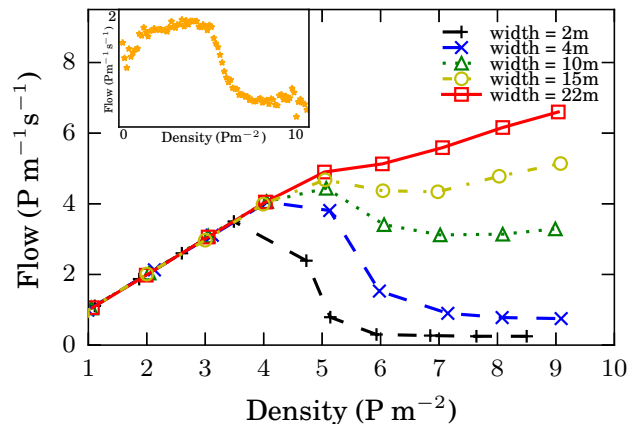 8
6
4
2
0
Flow (P m⁻¹s⁻¹)
1 2 3 4 5 6 7 8 9 10
Density (P m⁻²)
2
Flow (Pm⁻¹s⁻¹)
0 10
Density (Pm⁻²)
width = 2m
width = 4m
width = 10m
width = 15m
width = 22m